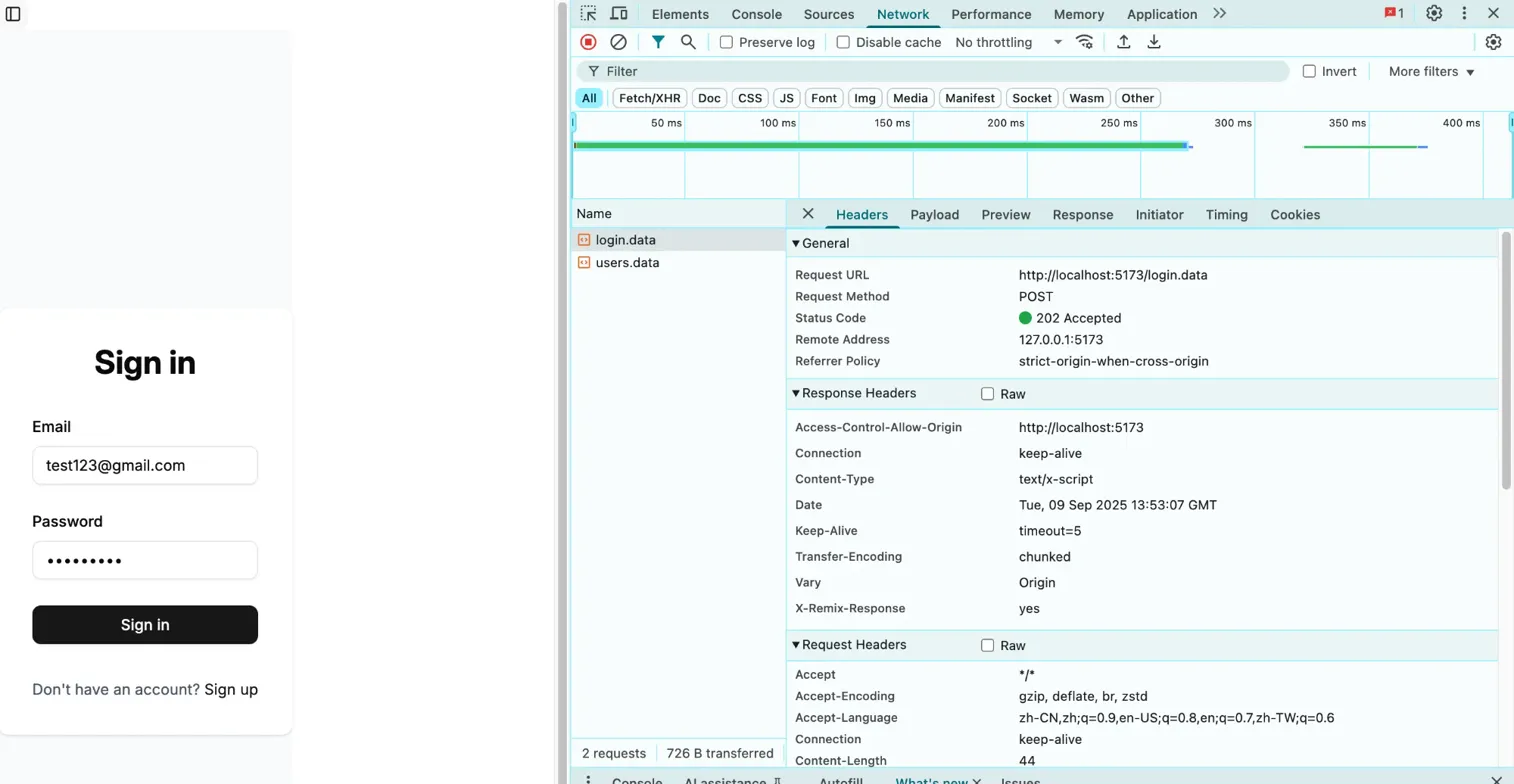 Sign in
Email
test123@gmail.com
Password
•••••••••
Sign in
Don't have an account? Sign up
Elements Console Sources Network Performance Memory Application 1
Preserve log Disable cache No throttling
Filter Invert More filters
All Fetch/XHR Doc CSS JS Font Img Media Manifest Socket Wasm Other
50 ms 100 ms 150 ms 200 ms 250 ms 300 ms 350 ms 400 ms
Name
login.data
users.data
2 requests 726 B transferred
Headers Payload Preview Response Initiator Timing Cookies
General
Request URL http://localhost:5173/login.data
Request Method POST
Status Code 202 Accepted
Remote Address 127.0.0.1:5173
Referrer Policy strict-origin-when-cross-origin
Response Headers Raw
Access-Control-Allow-Origin http://localhost:5173
Connection keep-alive
Content-Type text/x-script
Date Tue, 09 Sep 2025 13:53:07 GMT
Keep-Alive timeout=5
Transfer-Encoding chunked
Vary Origin
X-Remix-Response yes
Request Headers Raw
Accept */*
Accept-Encoding gzip, deflate, br, zstd
Accept-Language zh-CN,zh;q=0.9,en-US;q=0.8,en;q=0.7,zh-TW;q=0.6
Connection keep-alive
Content-Length 44
Console AI assistance Autofill What's new Issues